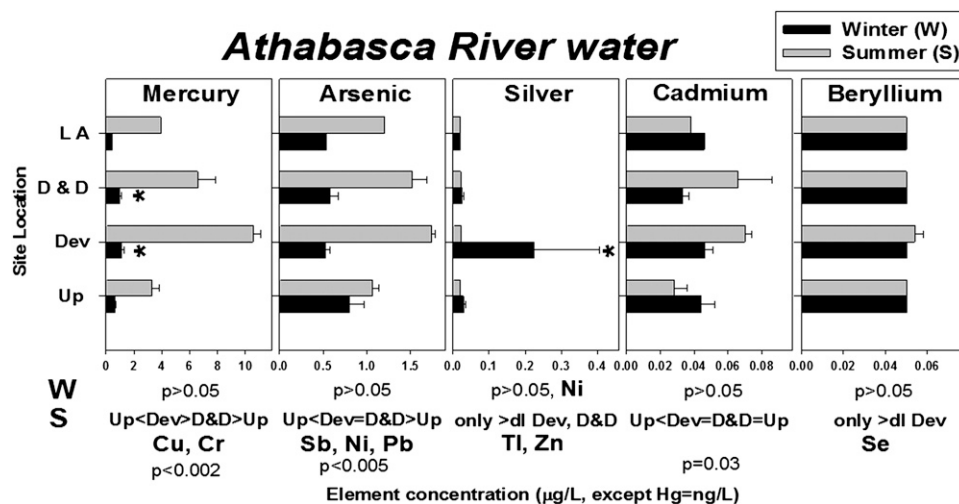 Athabasca River water
Winter (W)
Summer (S)
Mercury Arsenic Silver Cadmium Beryllium
Site Location
L A
D & D
*
Dev
* *
Up
0 2 4 6 8 10 12 0.0 0.5 1.0 1.5 0.0 0.1 0.2 0.3 0.4 0.00 0.02 0.04 0.06 0.08 0.00 0.02 0.04 0.06
W p>0.05 p>0.05 p>0.05, Ni p>0.05 p>0.05
S Up<Dev>D&D>Up Up<Dev=D&D>Up only >dl Dev, D&D Up<Dev=D&D=Up only >dl Dev
Cu, Cr Sb, Ni, Pb Tl, Zn Se
p<0.002 p<0.005 p=0.03
Element concentration (µg/L, except Hg=ng/L)